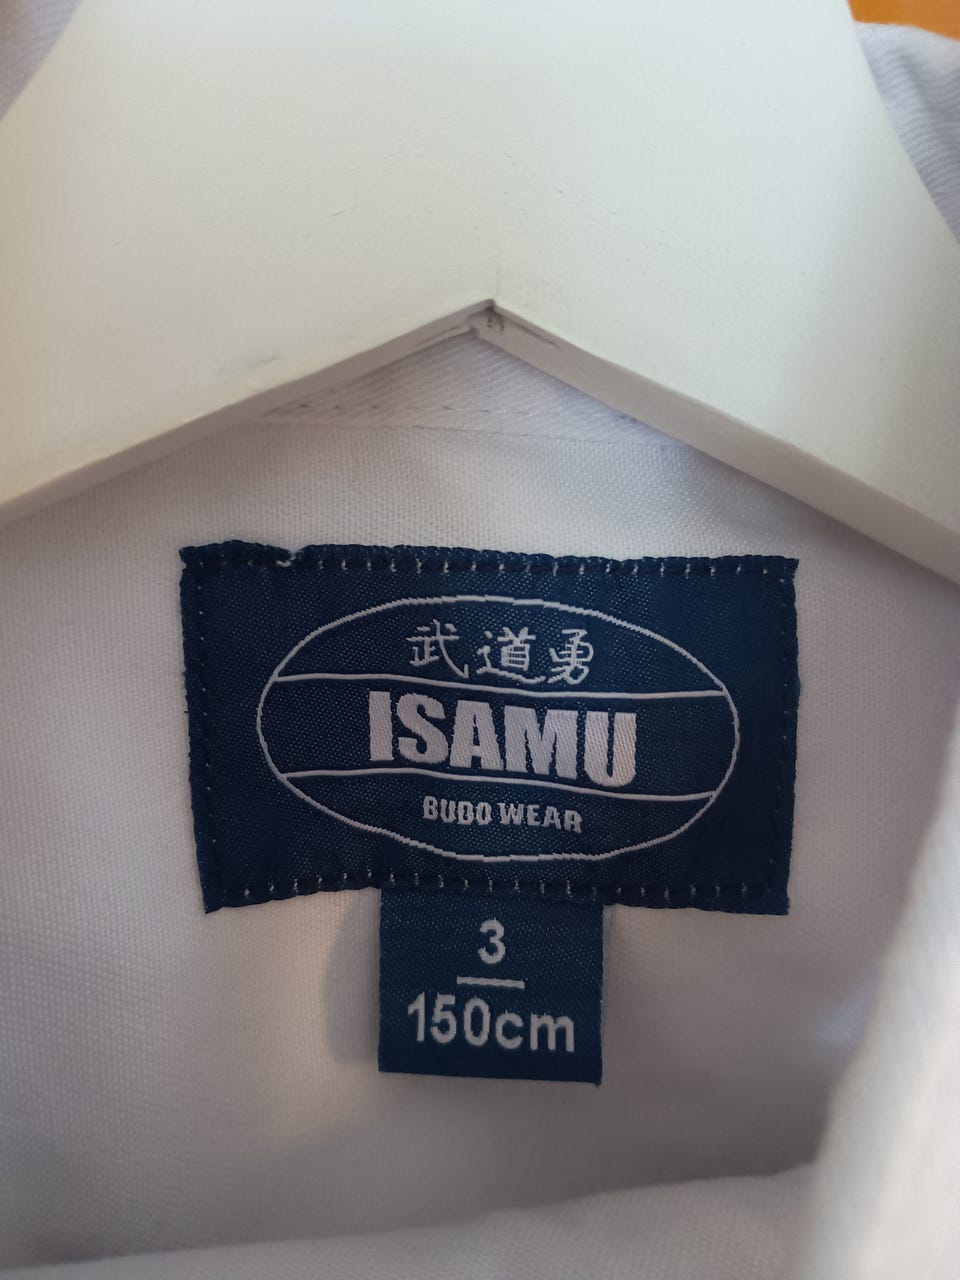 武道勇
ISAMU
BUDO WEAR
3
150cm